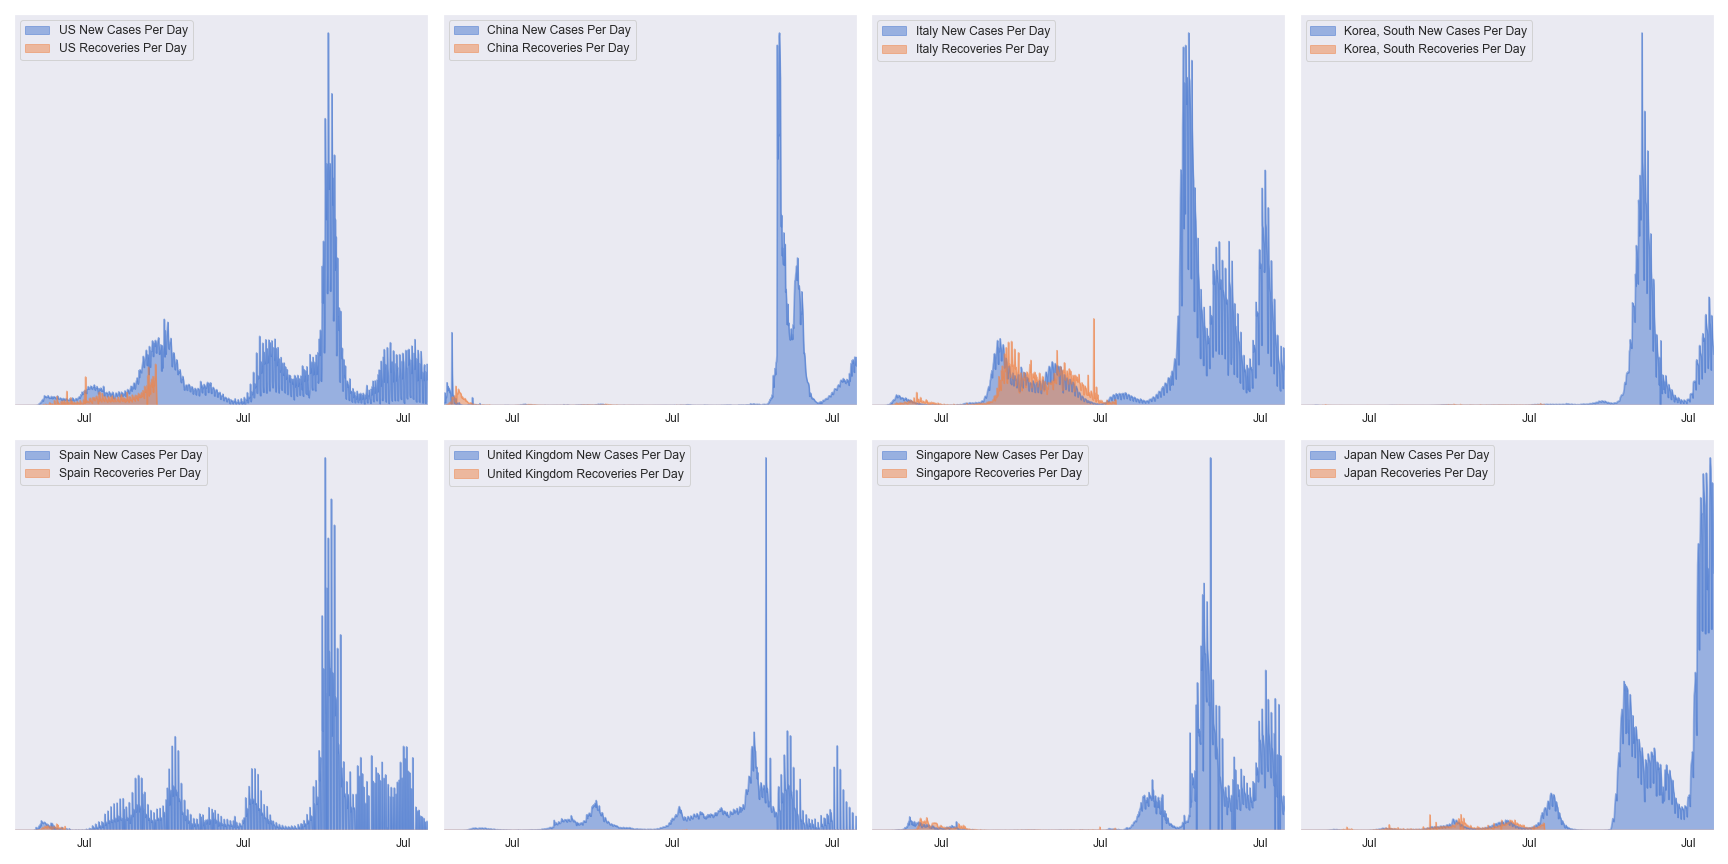 US New Cases Per Day
US Recoveries Per Day
China New Cases Per Day
China Recoveries Per Day
Italy New Cases Per Day
Italy Recoveries Per Day
Korea, South New Cases Per Day
Korea, South Recoveries Per Day
Jul Jul Jul
Jul Jul Jul
Jul Jul Jul
Jul Jul Jul
Spain New Cases Per Day
Spain Recoveries Per Day
United Kingdom New Cases Per Day
United Kingdom Recoveries Per Day
Singapore New Cases Per Day
Singapore Recoveries Per Day
Japan New Cases Per Day
Japan Recoveries Per Day
Jul Jul Jul
Jul Jul Jul
Jul Jul Jul
Jul Jul Jul